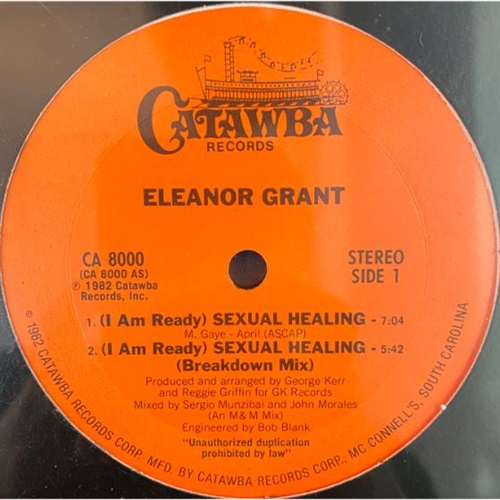 CATAWBA
RECORDS
ELEANOR GRANT
CA 8000
(CA 8000 AS)
℗ 1982 Catawba
Records, Inc.
STEREO
SIDE 1
1. (I Am Ready) SEXUAL HEALING - 7:04
M. Gaye - April (ASCAP)
2. (I Am Ready) SEXUAL HEALING - 5:42
(Breakdown Mix)
Produced and arranged by George Kerr
and Reggie Griffin for GK Records
Mixed by Sergio Munzibai and John Morales
(An M&M Mix)
Engineered by Bob Blank
"Unauthorized duplication
prohibited by law"
© 1982 CATAWBA RECORDS CORP. MFD. BY CATAWBA RECORDS CORP., MC CONNELL'S, SOUTH CAROLINA